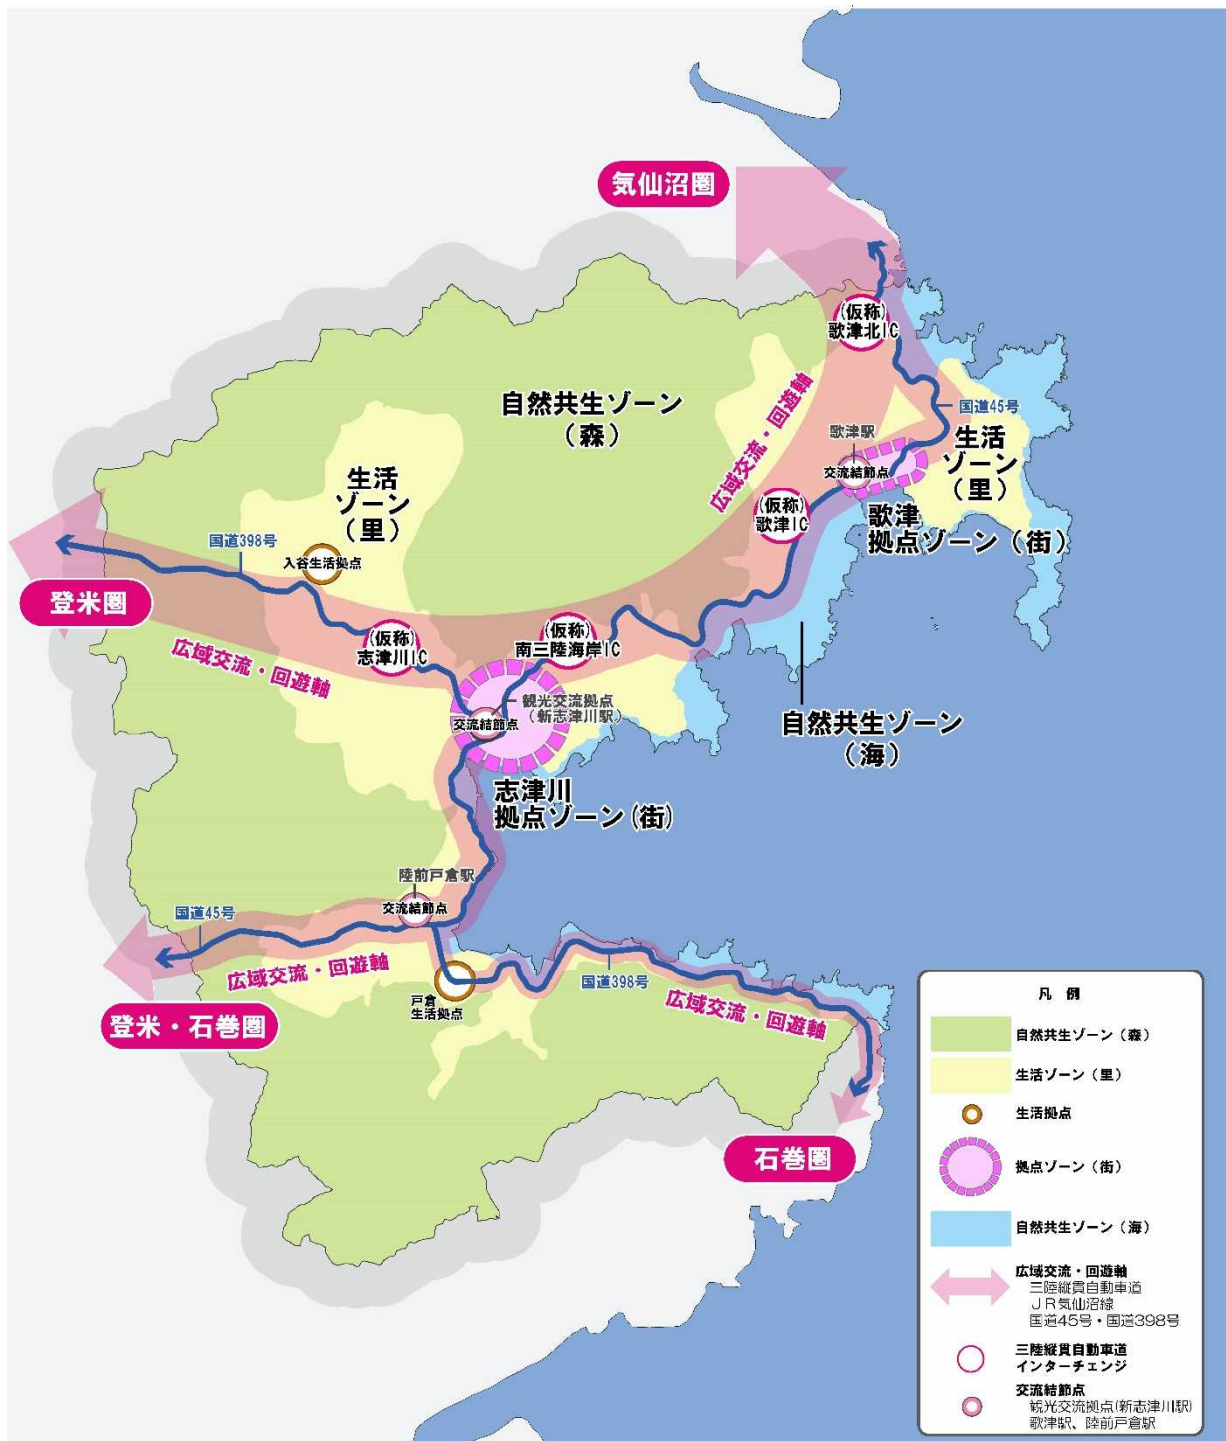 気仙沼圏
(仮称)
歌津北IC
自然共生ゾーン
（森）
広域交流・回遊軸
国道45号
歌津駅
交流結節点
生活
ゾーン
（里）
生活
ゾーン
（里）
(仮称)
歌津IC
歌津
拠点ゾーン（街）
国道398号
入谷生活拠点
登米圏
(仮称)
志津川IC
(仮称)
南三陸海岸IC
広域交流・回遊軸
観光交流拠点
（新志津川駅）
交流結節点
自然共生ゾーン
（海）
志津川
拠点ゾーン(街)
陸前戸倉駅
交流結節点
国道45号
広域交流・回遊軸
登米・石巻圏
戸倉
生活拠点
国道398号
広域交流・回遊軸
石巻圏
凡 例
自然共生ゾーン（森）
生活ゾーン（里）
生活拠点
拠点ゾーン（街）
自然共生ゾーン（海）
広域交流・回遊軸
三陸縦貫自動車道
ＪＲ気仙沼線
国道45号・国道398号
三陸縦貫自動車道
インターチェンジ
交流結節点
観光交流拠点(新志津川駅)
歌津駅、陸前戸倉駅